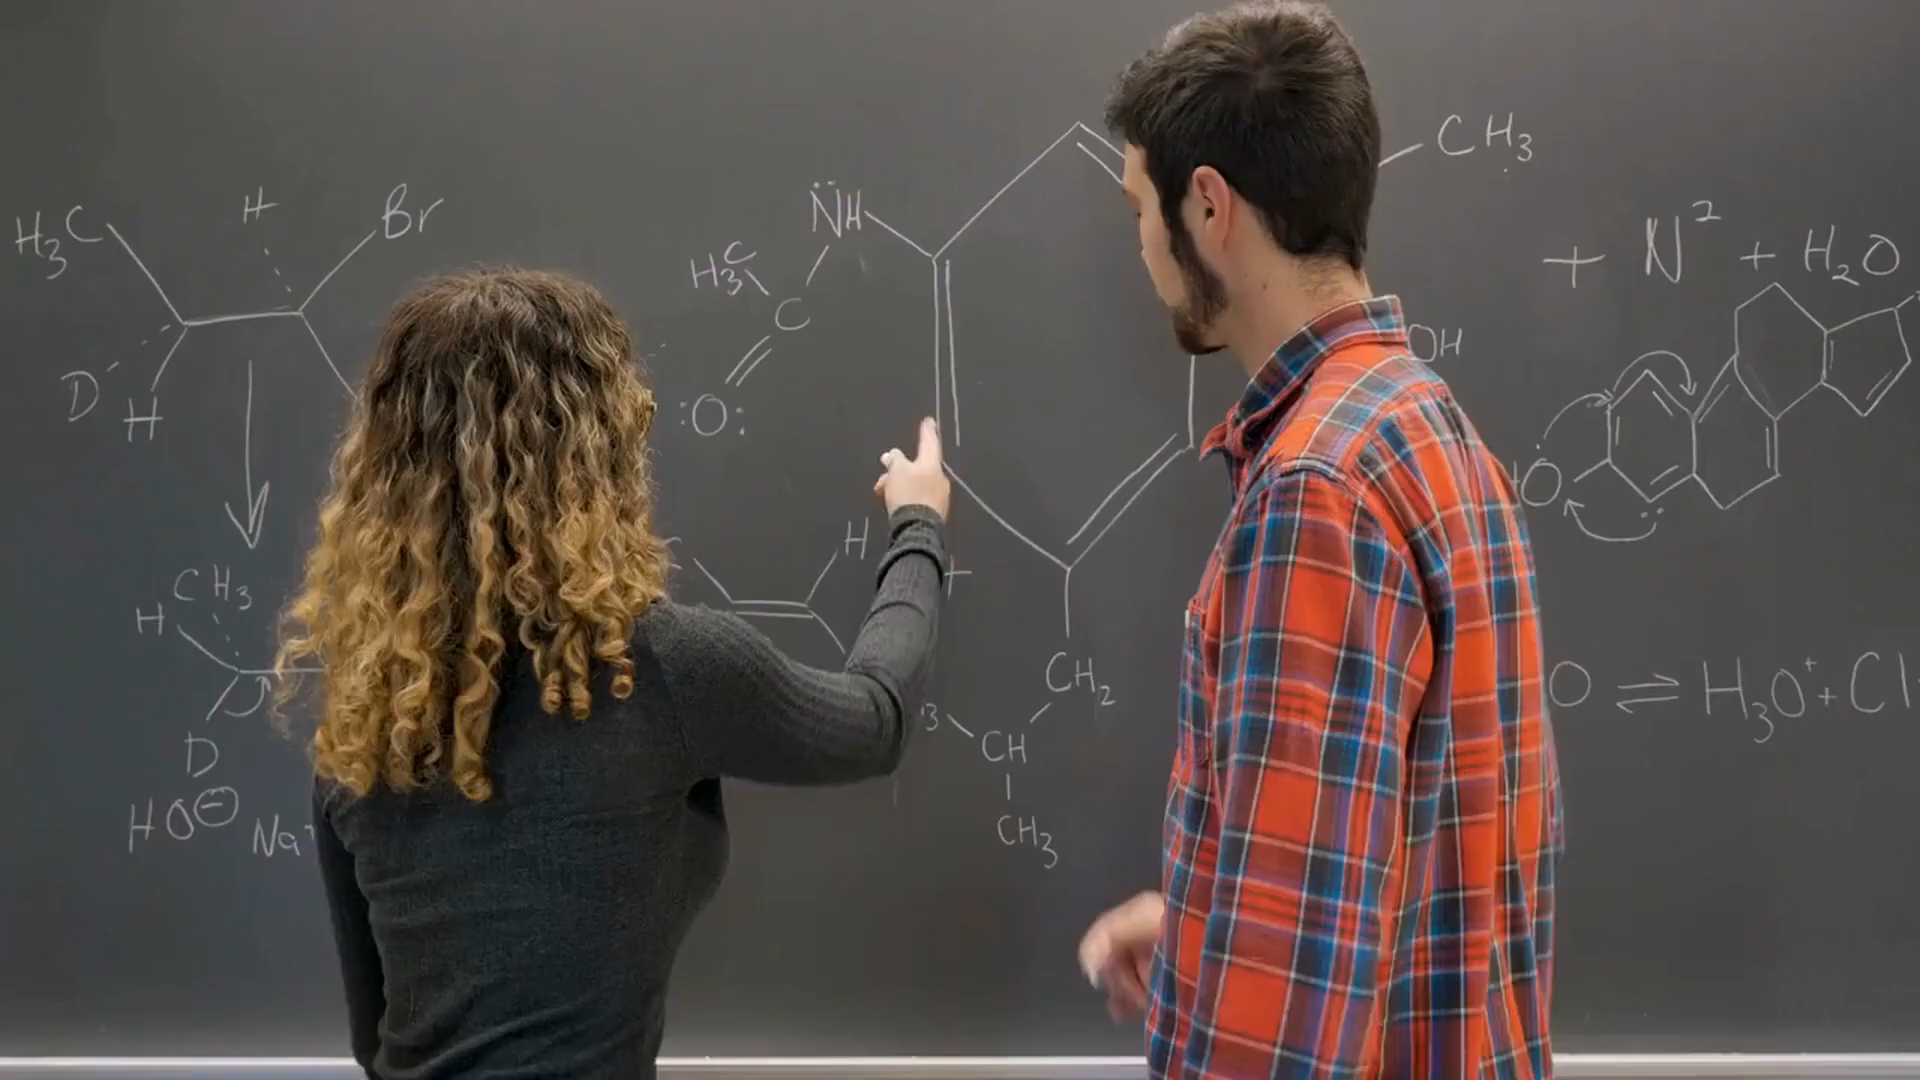 H3C
H
Br
D
H
CH3
H
D
HO⊖
Na+
N̈H
H3C
C
:O:
H
+
CH2
3
CH
CH3
CH3
OH
+ N2 + H2O
O
O ⇌ H3O+ + Cl